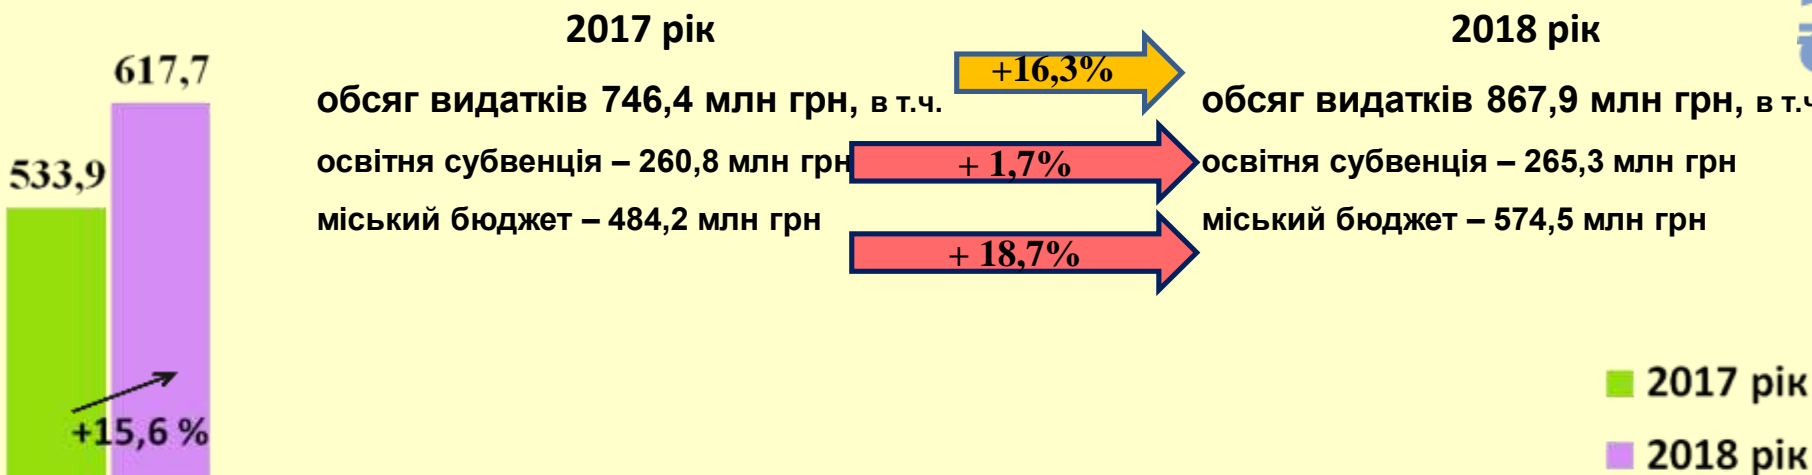 2017 рік
2018 рік
617,7
+16,3%
обсяг видатків 746,4 млн грн, в т.ч.
обсяг видатків 867,9 млн грн, в т.ч
533,9
освітня субвенція – 260,8 млн грн
+ 1,7%
освітня субвенція – 265,3 млн грн
міський бюджет – 484,2 млн грн
+ 18,7%
міський бюджет – 574,5 млн грн
+15,6 %
2017 рік
2018 рік